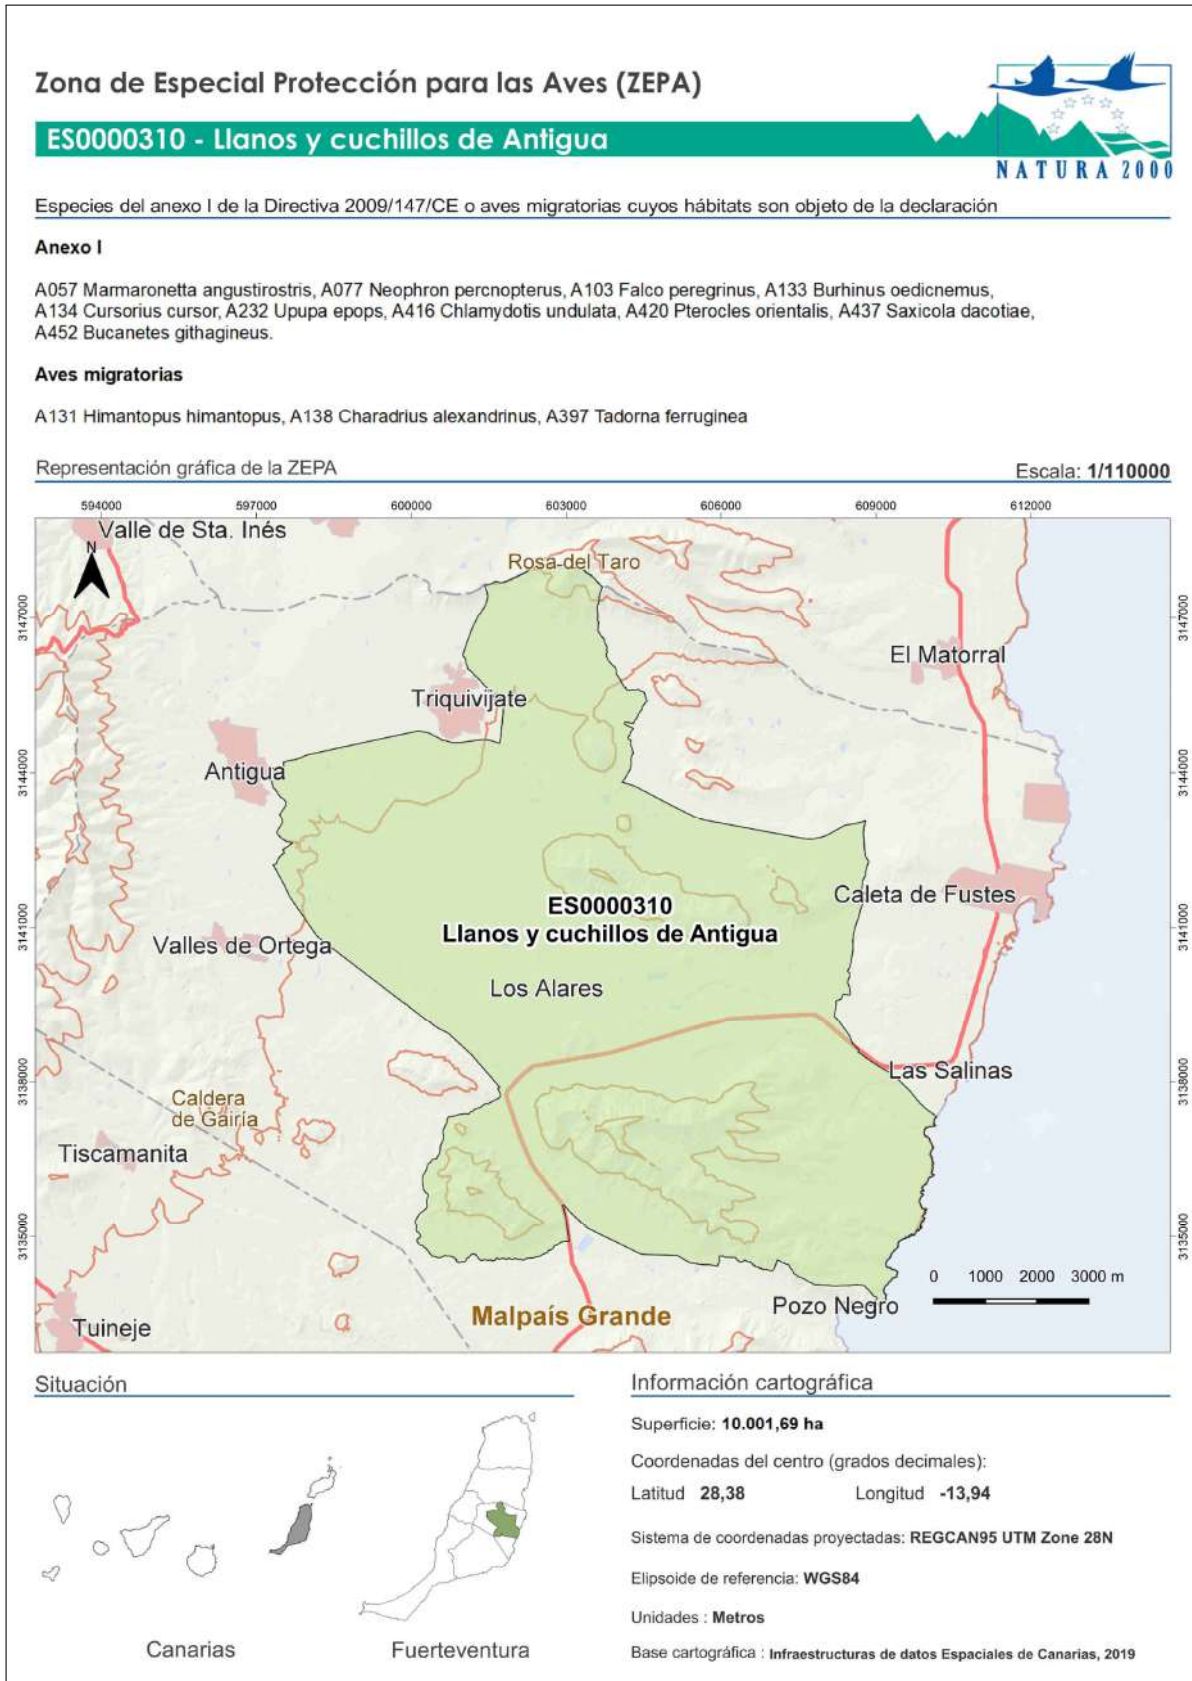 Zona de Especial Protección para las Aves (ZEPA)
ES0000310 - Llanos y cuchillos de Antigua
NATURA 2000
Especies del anexo I de la Directiva 2009/147/CE o aves migratorias cuyos hábitats son objeto de la declaración
Anexo I
A057 Marmaronetta angustirostris, A077 Neophron percnopterus, A103 Falco peregrinus, A133 Burhinus oedicnemus,
A134 Cursorius cursor, A232 Upupa epops, A416 Chlamydotis undulata, A420 Pterocles orientalis, A437 Saxicola dacotiae,
A452 Bucanetes githagineus.
Aves migratorias
A131 Himantopus himantopus, A138 Charadrius alexandrinus, A397 Tadorna ferruginea
Representación gráfica de la ZEPA
Escala: 1/110000
594000 597000 600000 603000 606000 609000 612000
Valle de Sta. Inés
N
Rosa del Taro
3147000 3147000
El Matorral
Triquivijate
Antigua
3144000 3144000
Caleta de Fustes
ES0000310
Llanos y cuchillos de Antigua
3141000 3141000
Valles de Ortega
Los Alares
Las Salinas
3138000 3138000
Caldera
de Gairía
Tiscamanita
3135000 3135000
0 1000 2000 3000 m
Pozo Negro
Malpaís Grande
Tuineje
Situación
Canarias
Fuerteventura
Información cartográfica
Superficie: 10.001,69 ha
Coordenadas del centro (grados decimales):
Latitud 28,38 Longitud -13,94
Sistema de coordenadas proyectadas: REGCAN95 UTM Zone 28N
Elipsoide de referencia: WGS84
Unidades : Metros
Base cartográfica : Infraestructuras de datos Espaciales de Canarias, 2019